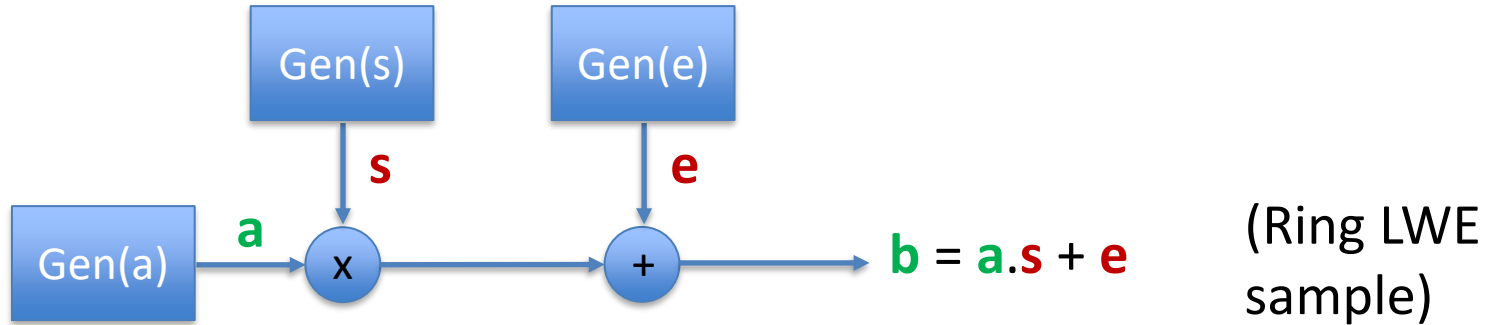 Gen(s) Gen(e)
s e
Gen(a) a x + b = a.s + e
(Ring LWE
sample)